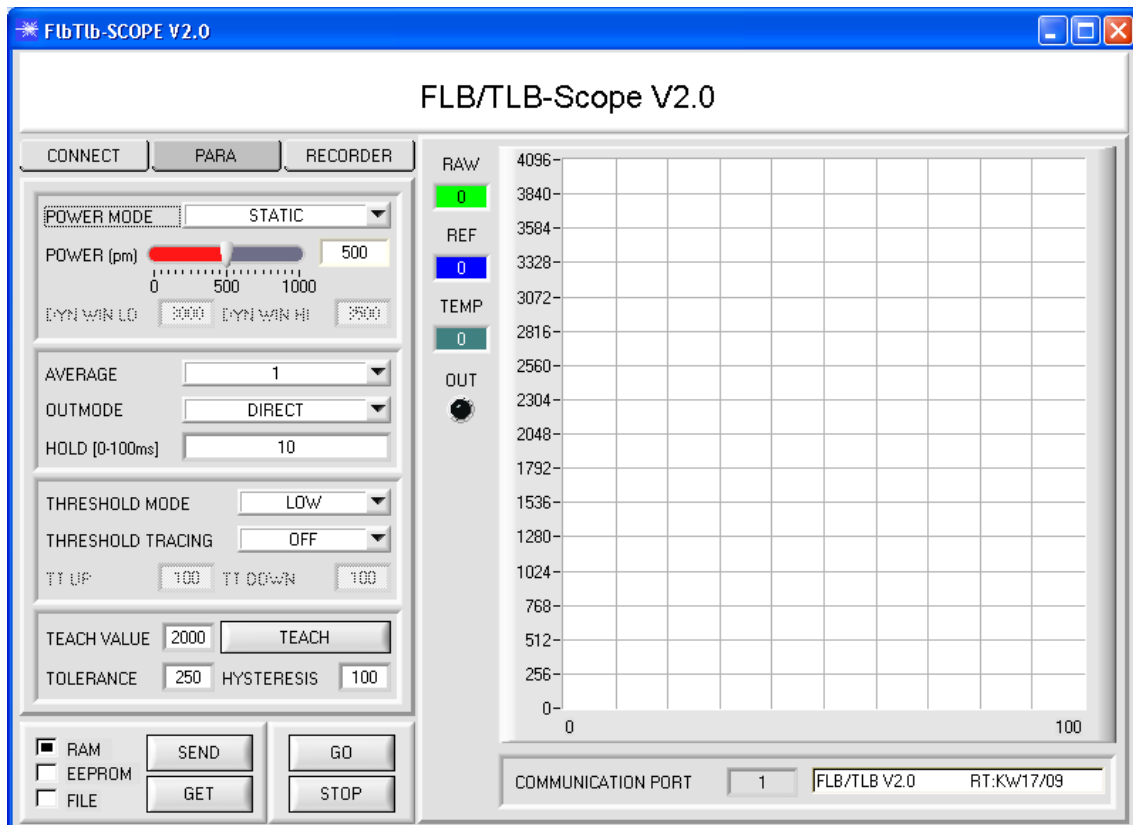 FlbTlb-SCOPE V2.0
FLB/TLB-Scope V2.0
CONNECT PARA RECORDER
POWER MODE STATIC
POWER (pm) 500
0 500 1000
DYN WIN LO 3000 DYN WIN HI 3500
AVERAGE 1
OUTMODE DIRECT
HOLD [0-100ms] 10
THRESHOLD MODE LOW
THRESHOLD TRACING OFF
TT UP 100 TT DOWN 100
TEACH VALUE 2000 TEACH
TOLERANCE 250 HYSTERESIS 100
RAM
EEPROM
FILE
SEND
GET
GO
STOP
RAW
0
REF
0
TEMP
0
OUT
4096
3840
3584
3328
3072
2816
2560
2304
2048
1792
1536
1280
1024
768
512
256
0
0 100
COMMUNICATION PORT 1 FLB/TLB V2.0 RT:KW17/09